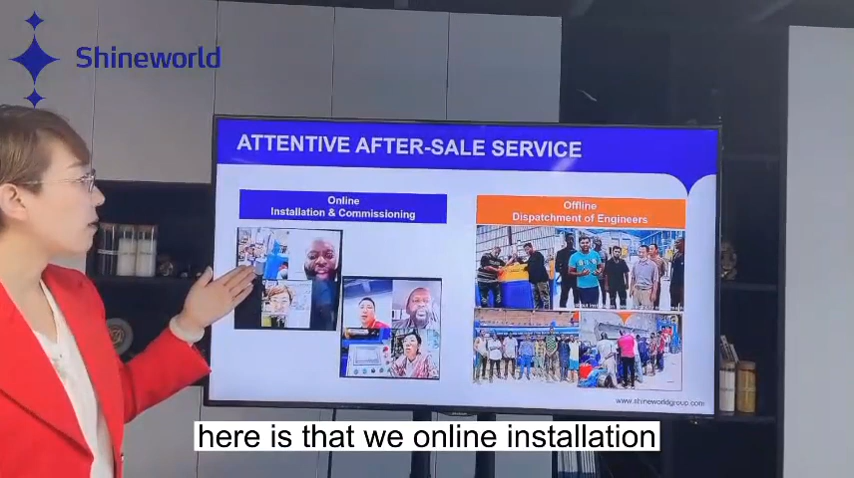 Shineworld
ATTENTIVE AFTER-SALE SERVICE
Online
Installation & Commissioning
Offline
Dispatchment of Engineers
www.shineworldgroup.com
here is that we online installation